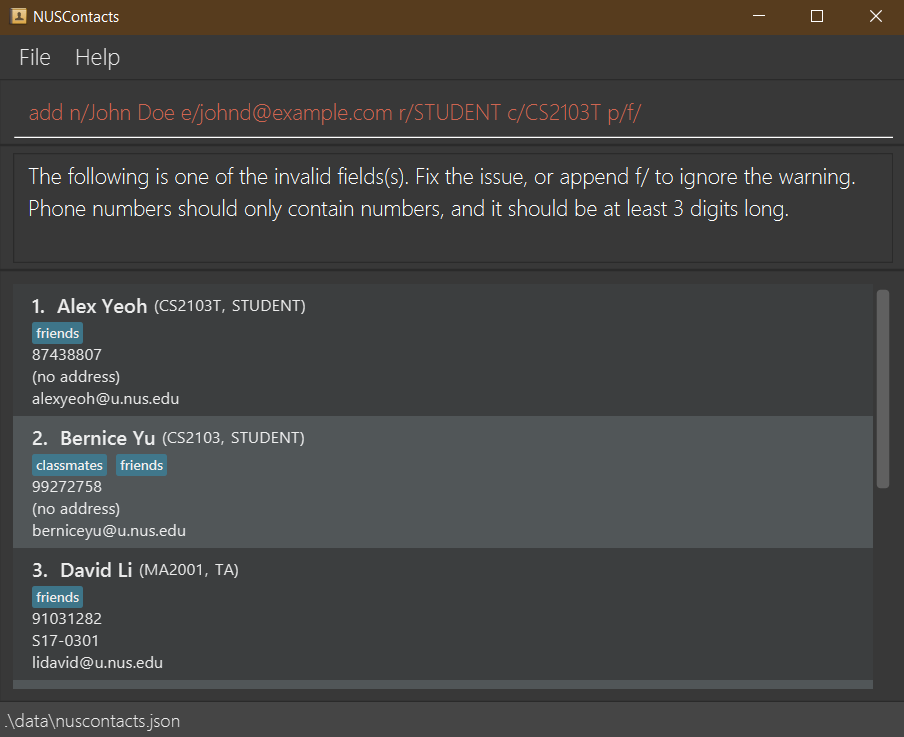 NUSContacts
File Help
add n/John Doe e/johnd@example.com r/STUDENT c/CS2103T p/f/
The following is one of the invalid fields(s). Fix the issue, or append f/ to ignore the warning.
Phone numbers should only contain numbers, and it should be at least 3 digits long.
1. Alex Yeoh (CS2103T, STUDENT)
friends
87438807
(no address)
alexyeoh@u.nus.edu
2. Bernice Yu (CS2103, STUDENT)
classmates friends
99272758
(no address)
berniceyu@u.nus.edu
3. David Li (MA2001, TA)
friends
91031282
S17-0301
lidavid@u.nus.edu
.\data\nuscontacts.json